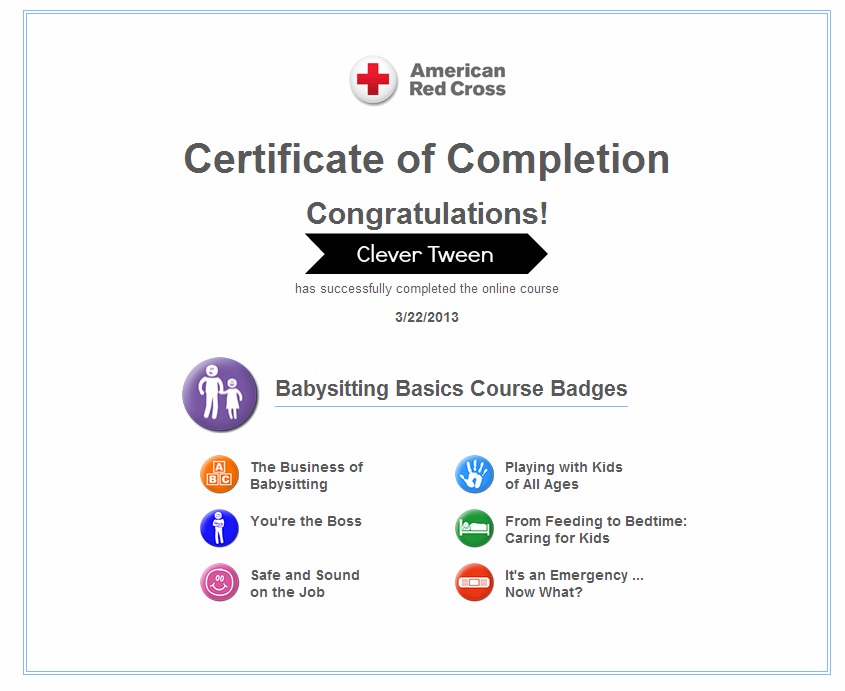 American
Red Cross
Certificate of Completion
Congratulations!
Clever Tween
has successfully completed the online course
3/22/2013
Babysitting Basics Course Badges
A
B C
The Business of
Babysitting
Playing with Kids
of All Ages
You're the Boss
From Feeding to Bedtime:
Caring for Kids
Safe and Sound
on the Job
It's an Emergency ...
Now What?